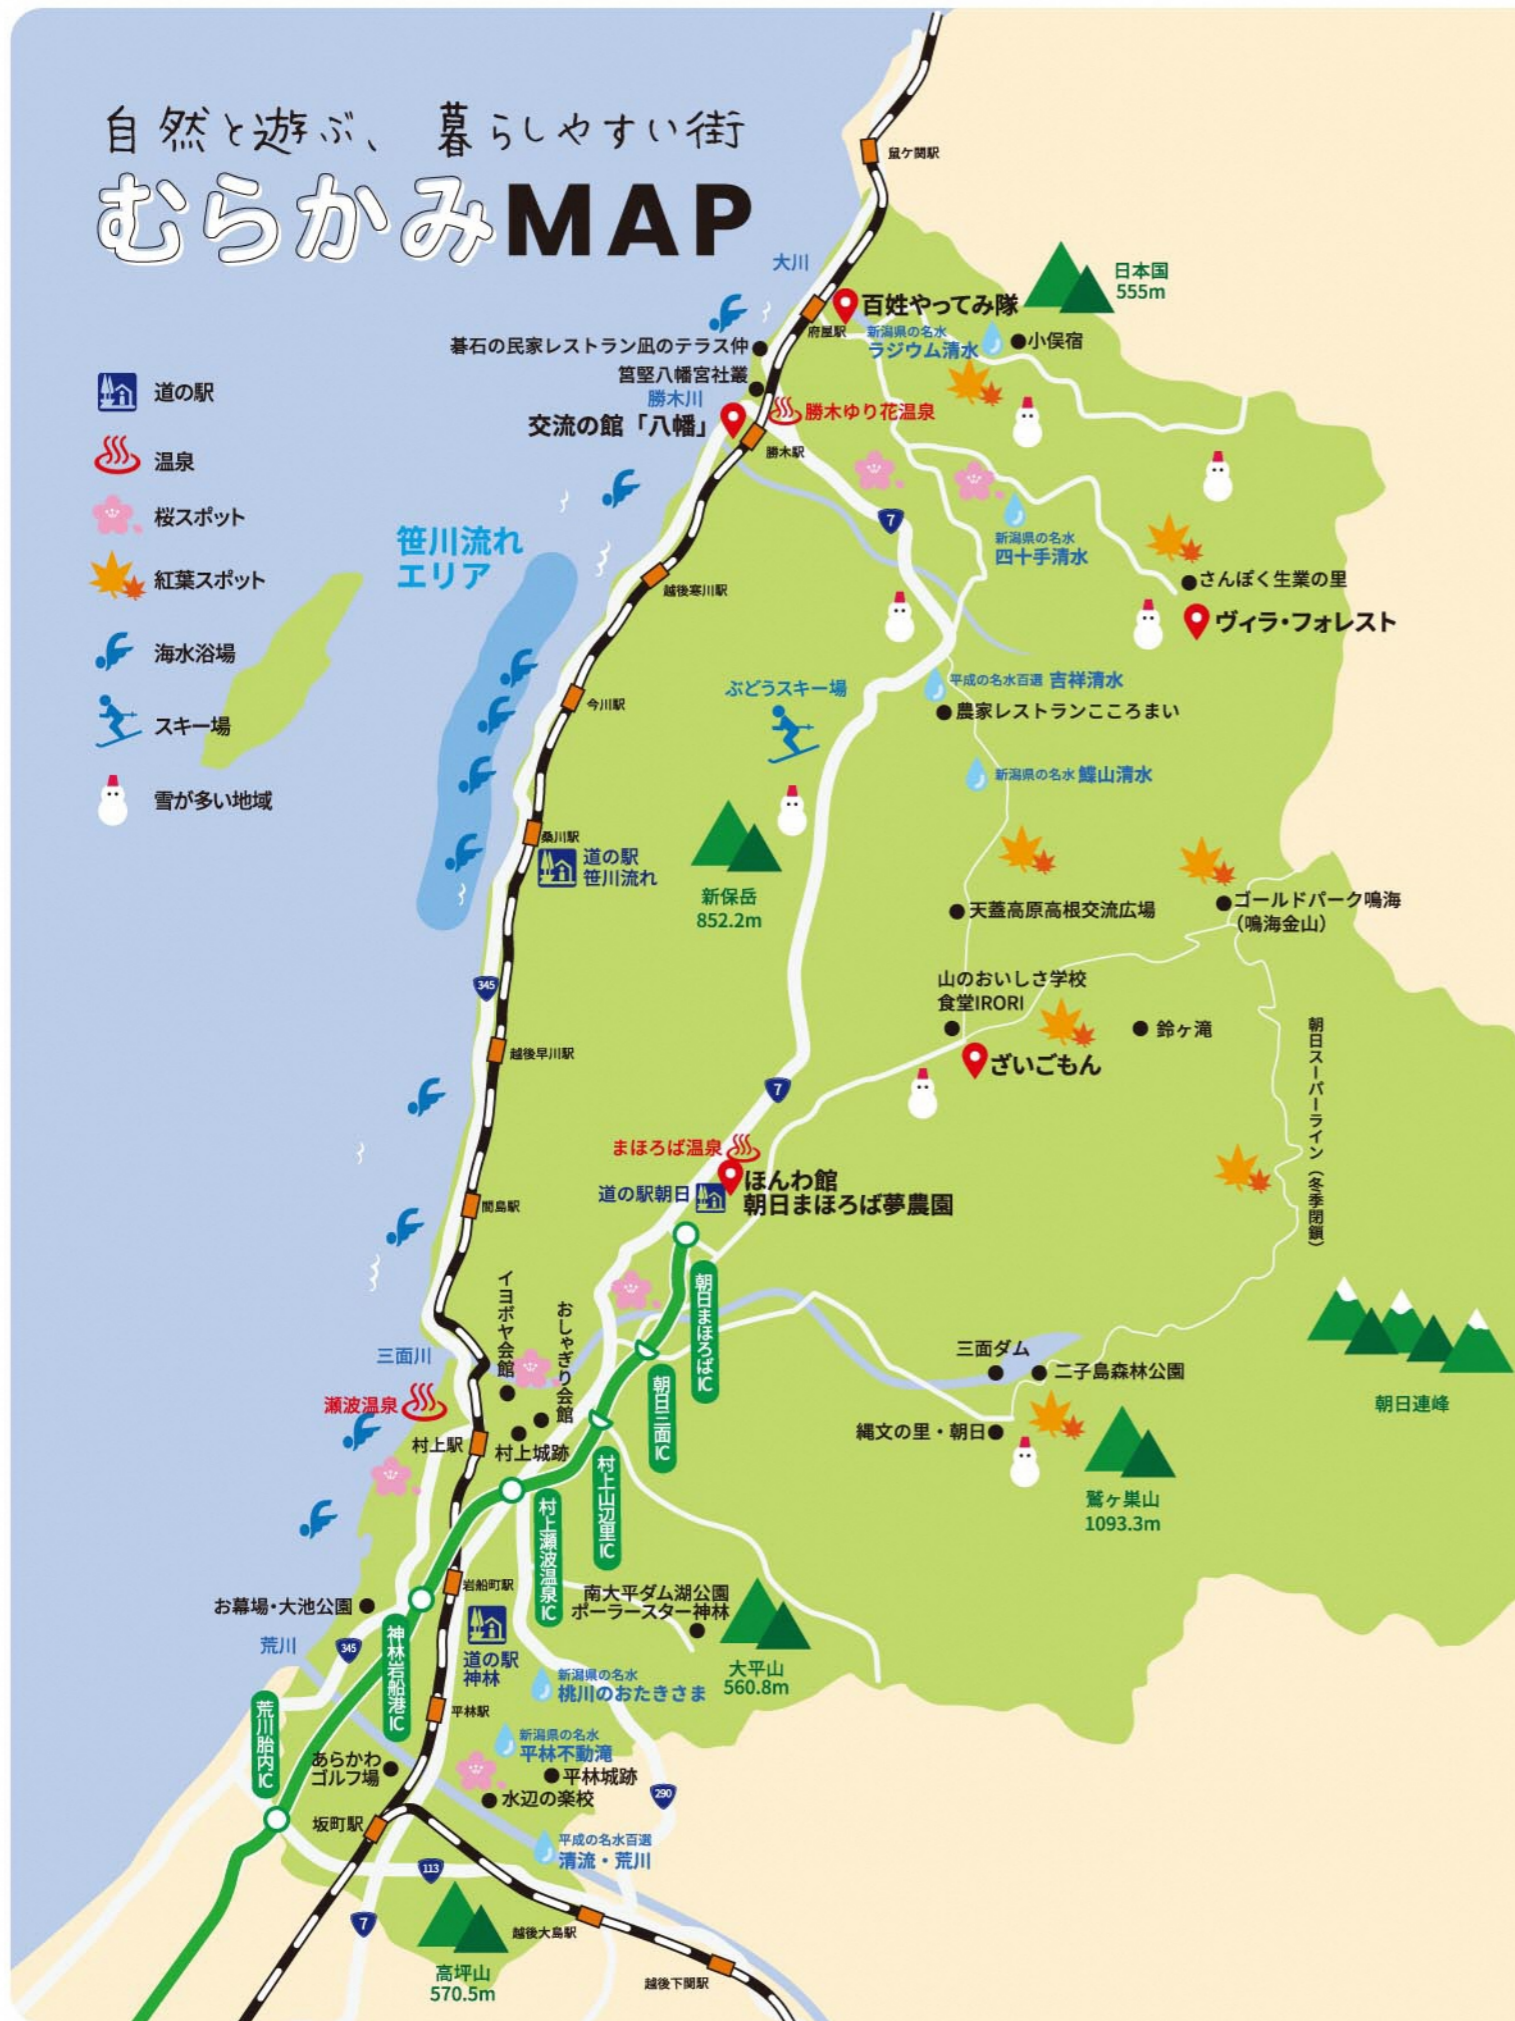 自然と遊ぶ、暮らしやすい街
むらかみMAP
道の駅
温泉
桜スポット
紅葉スポット
海水浴場
スキー場
雪が多い地域
鼠ケ関駅
大川
日本国
555m
百姓やってみ隊
府屋駅
新潟県の名水
ラジウム清水
小俣宿
碁石の民家レストラン凪のテラス仲
筥堅八幡宮社叢
勝木川
交流の館「八幡」
勝木ゆり花温泉
勝木駅
7
新潟県の名水
四十手清水
笹川流れ
エリア
越後寒川駅
さんぽく生業の里
ヴィラ・フォレスト
今川駅
ぶどうスキー場
平成の名水百選 吉祥清水
農家レストランこころまい
新潟県の名水 鰈山清水
桑川駅
道の駅
笹川流れ
新保岳
852.2m
天蓋高原高根交流広場
ゴールドパーク鳴海
（鳴海金山）
345
山のおいしさ学校
食堂IRORI
鈴ヶ滝
越後早川駅
ざいごもん
7
朝日スーパーライン（冬季閉鎖）
まほろば温泉
道の駅朝日
ほんわ館
朝日まほろば夢農園
間島駅
朝日まほろばIC
イヨボヤ会館
おしゃぎり会館
三面川
三面ダム
二子島森林公園
朝日連峰
朝日三面IC
瀬波温泉
村上駅
村上城跡
縄文の里・朝日
鷲ヶ巣山
1093.3m
村上山辺里IC
村上瀬波温泉IC
岩船町駅
お幕場・大池公園
南大平ダム湖公園
ポーラースター神林
神林岩船港IC
荒川
345
道の駅
神林
大平山
560.8m
新潟県の名水
桃川のおたきさま
荒川胎内IC
平林駅
新潟県の名水
平林不動滝
あらかわ
ゴルフ場
平林城跡
水辺の楽校
290
坂町駅
平成の名水百選
清流・荒川
113
7
越後大島駅
高坪山
570.5m
越後下関駅